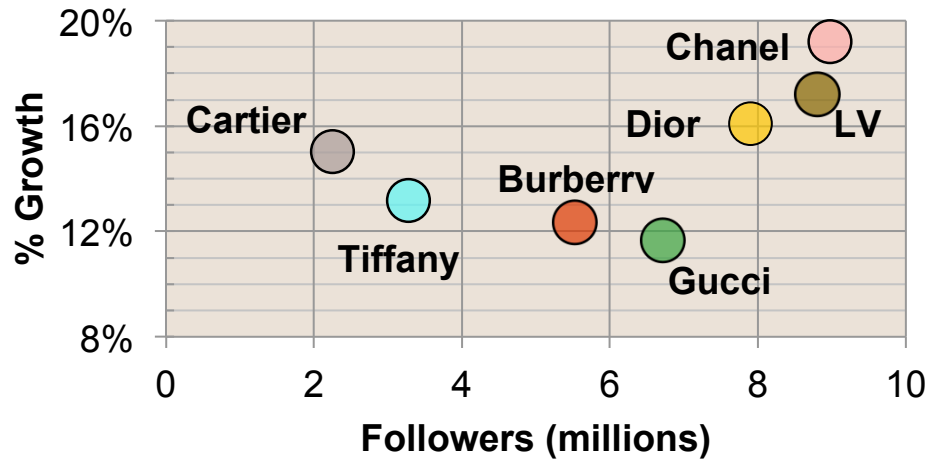 20%
Chanel
Cartier
16%
Dior
LV
Burberrv
12%
Tiffany
Gucci
8%
% Growth
0 2 4 6 8 10
Followers (millions)